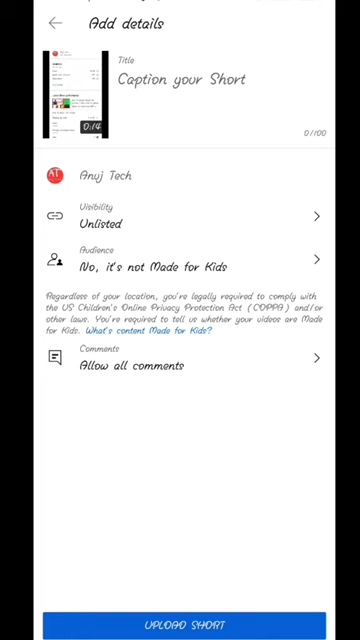 Add details
Title
Caption your Short
0:14
0/100
AT
Anuj Tech
Visibility
Unlisted
Audience
No, it's not Made for Kids
Regardless of your location, you're legally required to comply with
the US Children's Online Privacy Protection Act (COPPA) and/or
other laws. You're required to tell us whether your videos are Made
for Kids. What's content Made for Kids?
Comments
Allow all comments
UPLOAD SHORT